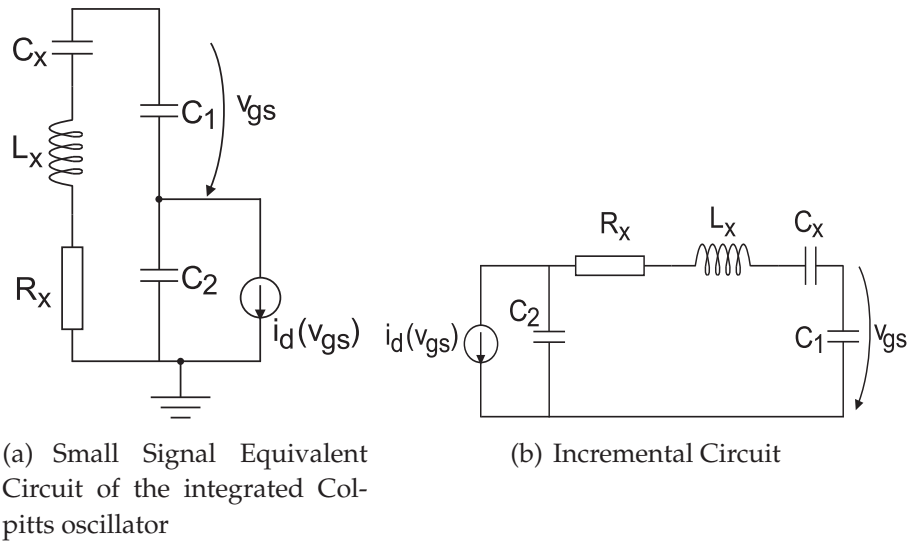 Cx
C1
vgs
Lx
Rx
C2
id(vgs)
Rx
Lx
Cx
C2
id(vgs)
C1
vgs
(a) Small Signal Equivalent
Circuit of the integrated Col-
pitts oscillator
(b) Incremental Circuit